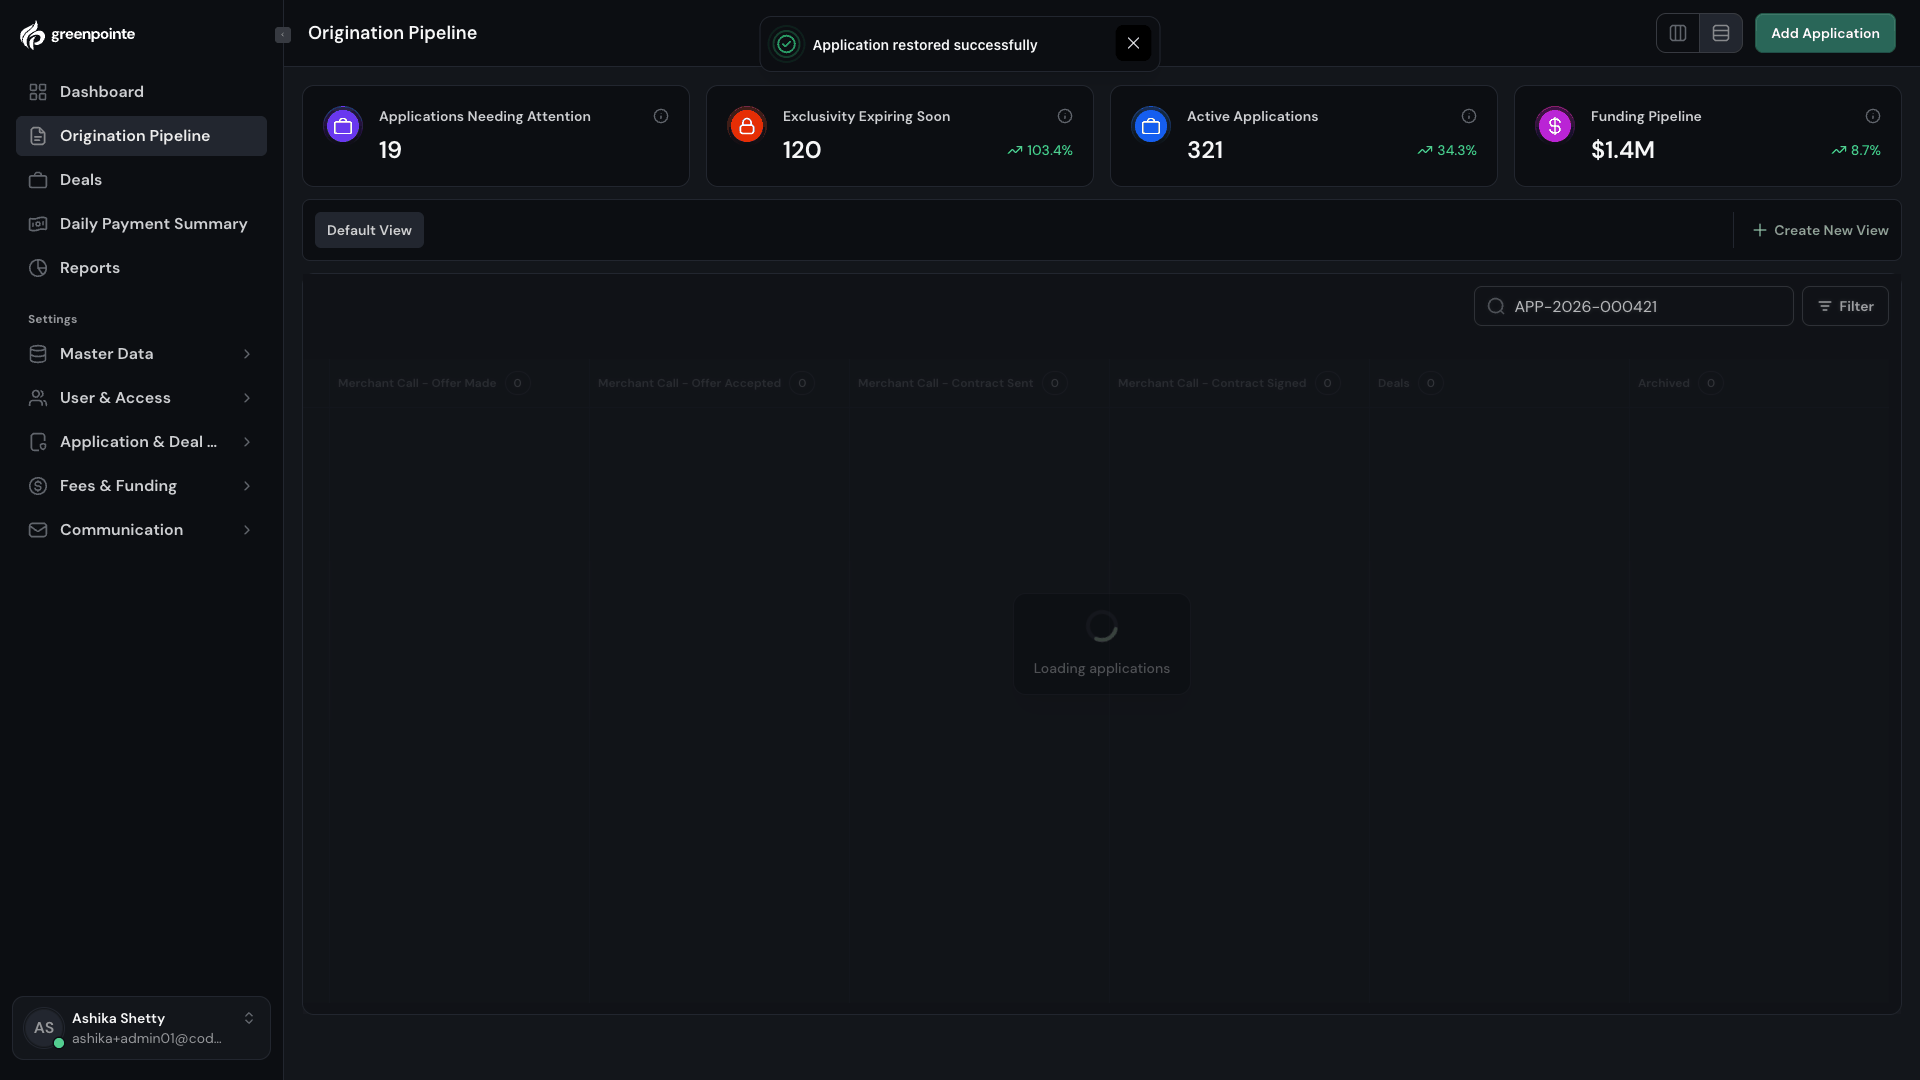 greenpointe
Origination Pipeline
Application restored successfully
Add Application
Dashboard
Origination Pipeline
Deals
Daily Payment Summary
Reports
Settings
Master Data
User & Access
Application & Deal ...
Fees & Funding
Communication
Applications Needing Attention
19
Exclusivity Expiring Soon
120
103.4%
Active Applications
321
34.3%
Funding Pipeline
$1.4M
8.7%
Default View
Create New View
APP-2026-000421
Filter
Merchant Call - Offer Made 0
Merchant Call - Offer Accepted 0
Merchant Call - Contract Sent 0
Merchant Call - Contract Signed 0
Deals 0
Archived 0
Loading applications
AS
Ashika Shetty
ashika+admin01@cod...